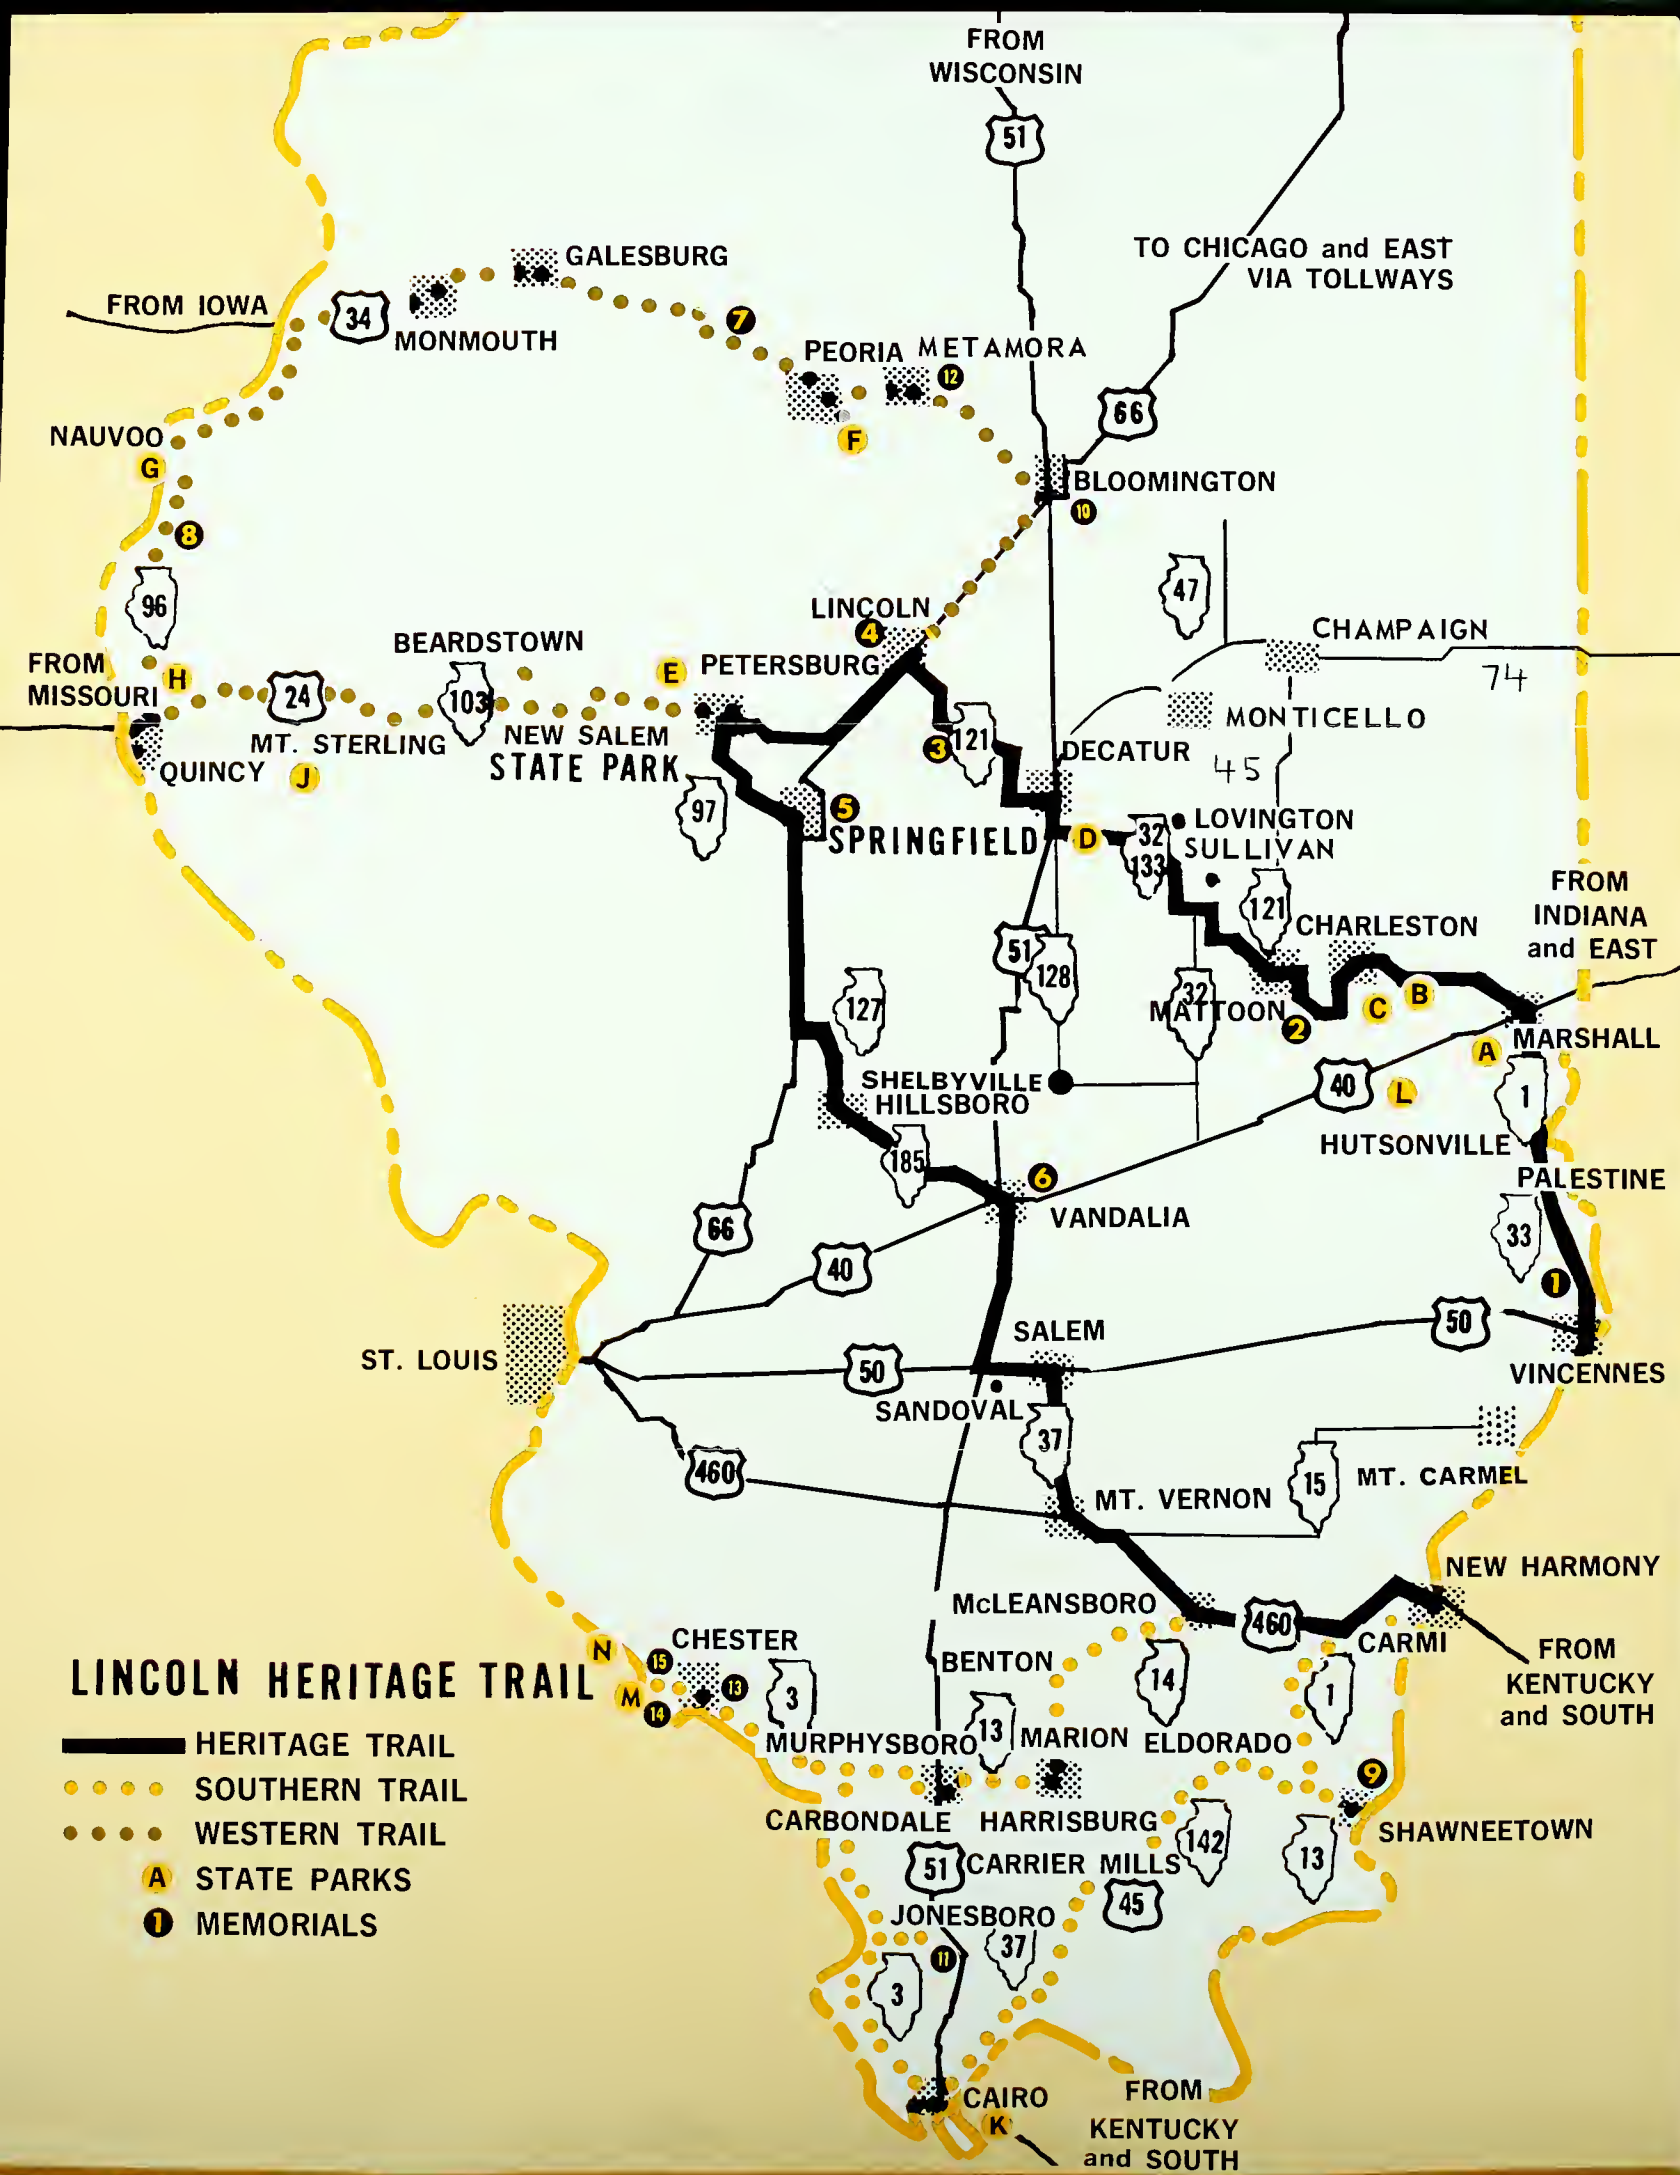 FROM
WISCONSIN
51
TO CHICAGO and EAST
VIA TOLLWAYS
GALESBURG
FROM IOWA
34
MONMOUTH
7
PEORIA
METAMORA
12
66
F
NAUVOO
G
BLOOMINGTON
10
8
47
96
LINCOLN
4
CHAMPAIGN
74
BEARDSTOWN
FROM
MISSOURI
H
E
PETERSBURG
24
103
MONTICELLO
NEW SALEM
STATE PARK
MT. STERLING
QUINCY
J
3
121
DECATUR
45
97
5
SPRINGFIELD
D
32
133
LOVINGTON
SULLIVAN
FROM
INDIANA
and EAST
121
CHARLESTON
51
128
127
32
MATTOON
2
C
B
MARSHALL
A
SHELBYVILLE
HILLSBORO
40
L
1
HUTSONVILLE
185
PALESTINE
6
VANDALIA
66
33
40
1
50
SALEM
ST. LOUIS
50
VINCENNES
SANDOVAL
37
460
15
MT. CARMEL
MT. VERNON
NEW HARMONY
McLEANSBORO
460
CARMI
FROM
KENTUCKY
and SOUTH
N
CHESTER
15
BENTON
14
1
M
13
3
14
13
MURPHYSBORO
MARION
ELDORADO
9
CARBONDALE
HARRISBURG
142
13
SHAWNEETOWN
51
CARRIER MILLS
45
JONESBORO
11
37
3
CAIRO
K
FROM
KENTUCKY
and SOUTH
LINCOLN HERITAGE TRAIL
HERITAGE TRAIL
SOUTHERN TRAIL
WESTERN TRAIL
A STATE PARKS
1 MEMORIALS